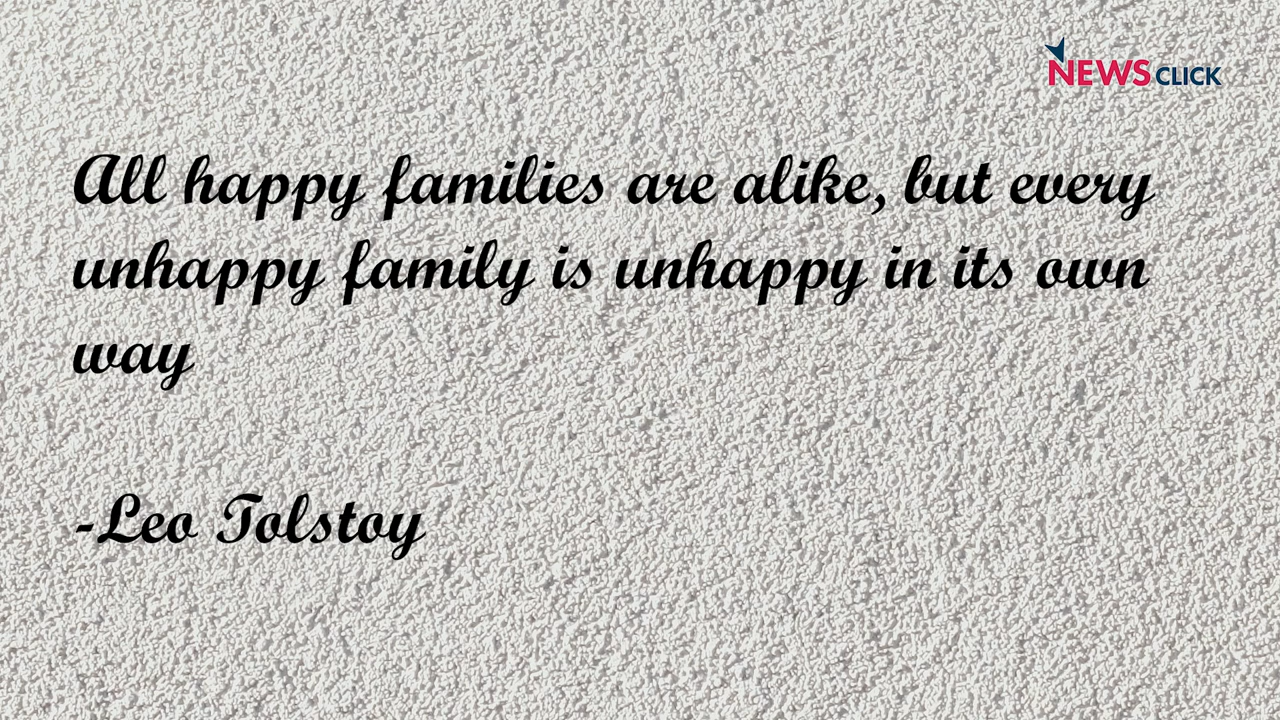 NEWSCLICK
All happy families are alike, but every
unhappy family is unhappy in its own
way
-Leo Tolstoy